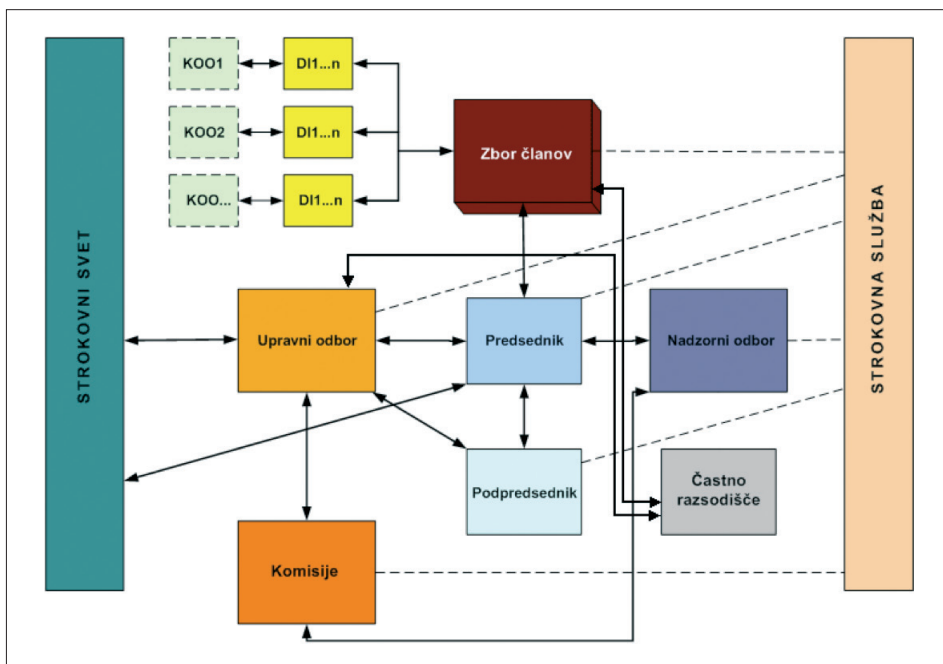 STROKOVNI SVET
KOO1
DI1...n
KOO2
DI1...n
KOO...
DI1...n
Zbor članov
Upravni odbor
Predsednik
Nadzorni odbor
Podpredsednik
Častno
razsodišče
Komisije
STROKOVNA SLUŽBA